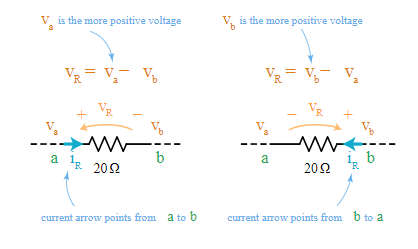 Va is the more positive voltage
VR = Va − Vb
+ VR −
Va Vb
a iR b
20Ω
current arrow points from a to b
Vb is the more positive voltage
VR = Vb − Va
− VR +
Va Vb
a iR b
20Ω
current arrow points from b to a